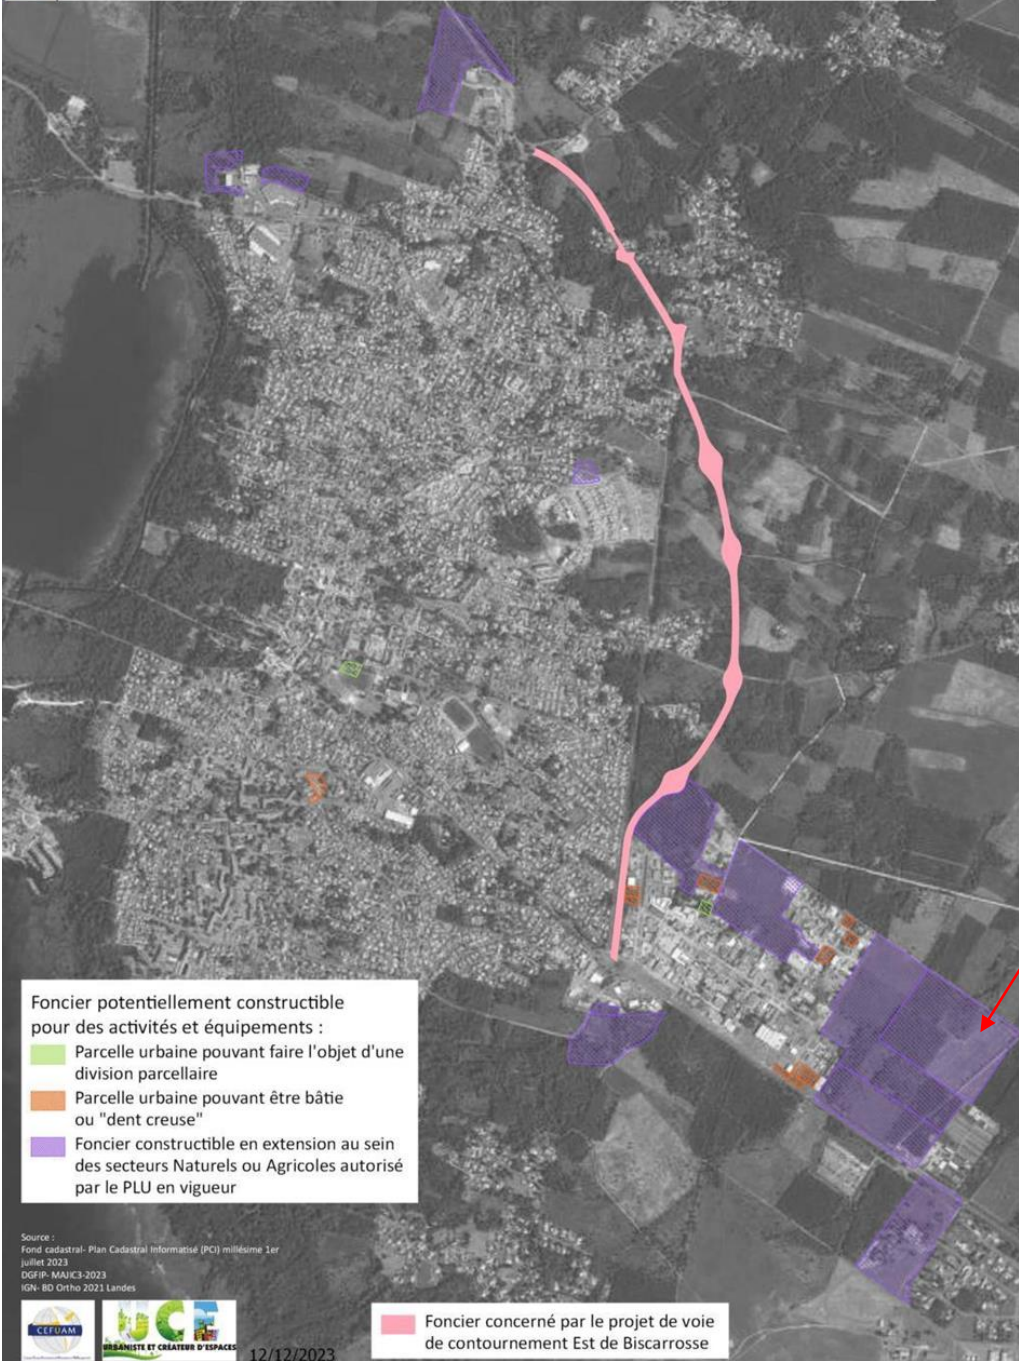 Foncier potentiellement constructible
pour des activités et équipements :
Parcelle urbaine pouvant faire l'objet d'une
division parcellaire
Parcelle urbaine pouvant être bâtie
ou "dent creuse"
Foncier constructible en extension au sein
des secteurs Naturels ou Agricoles autorisé
par le PLU en vigueur
Source :
Fond cadastral- Plan Cadastral Informatisé (PCI) millésime 1er
juillet 2023
DGFIP- MAJIC3-2023
IGN- BD Ortho 2021 Landes
CEFUAM
UCE
URBANISTE ET CRÉATEUR D'ESPACES
12/12/2023
Foncier concerné par le projet de voie
de contournement Est de Biscarrosse